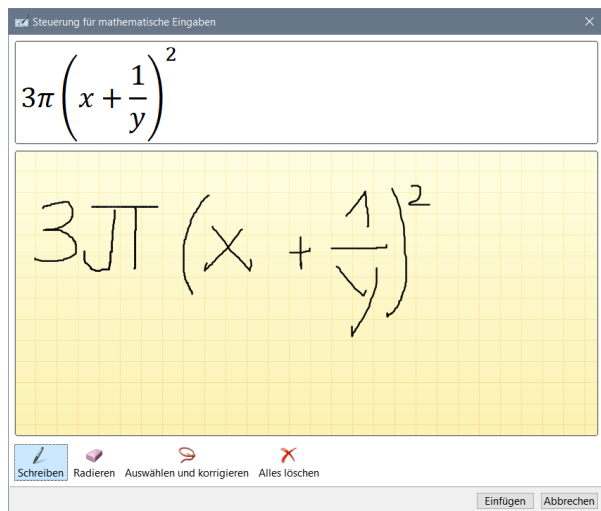 Steuerung für mathematische Eingaben
3π(x + 1/y)²
3π(x + 1/y)²
Schreiben Radieren Auswählen und korrigieren Alles löschen
Einfügen Abbrechen